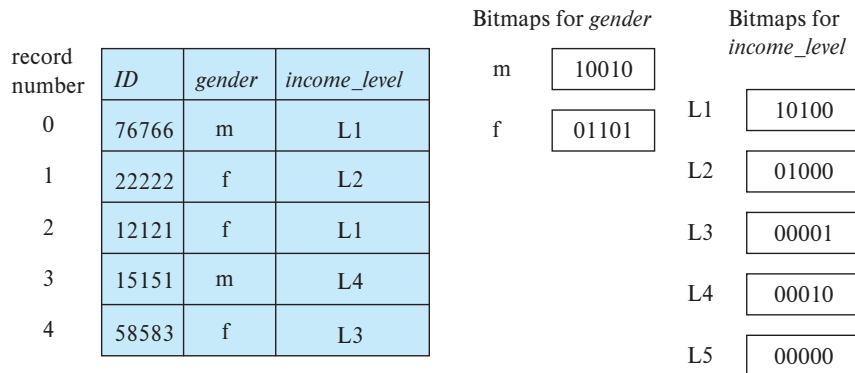 record number
ID gender income_level
0 76766 m L1
1 22222 f L2
2 12121 f L1
3 15151 m L4
4 58583 f L3
Bitmaps for gender
m 10010
f 01101
Bitmaps for
income_level
L1 10100
L2 01000
L3 00001
L4 00010
L5 00000